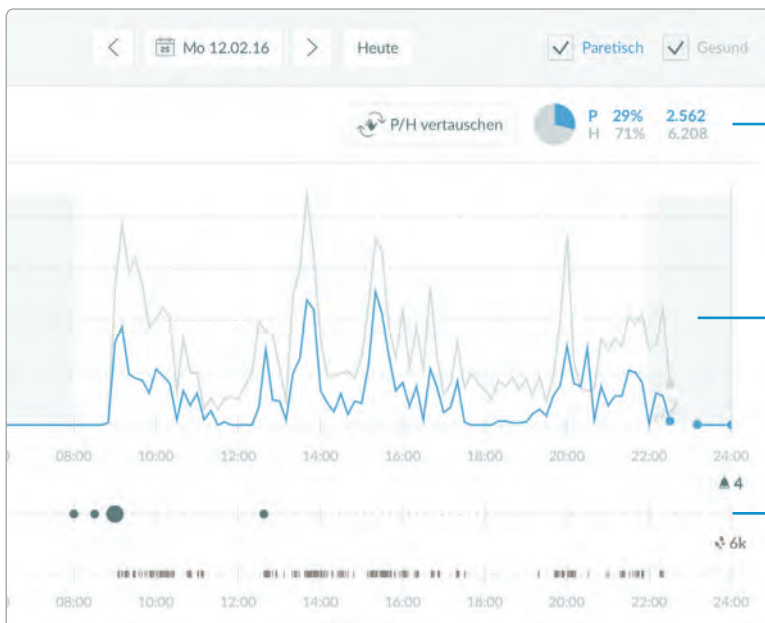 Mo 12.02.16 Heute Paretisch Gesund
P/H vertauschen P 29% 2.562
H 71% 6.208
08:00 10:00 12:00 14:00 16:00 18:00 20:00 22:00 24:00
4
6k
08:00 10:00 12:00 14:00 16:00 18:00 20:00 22:00 24:00